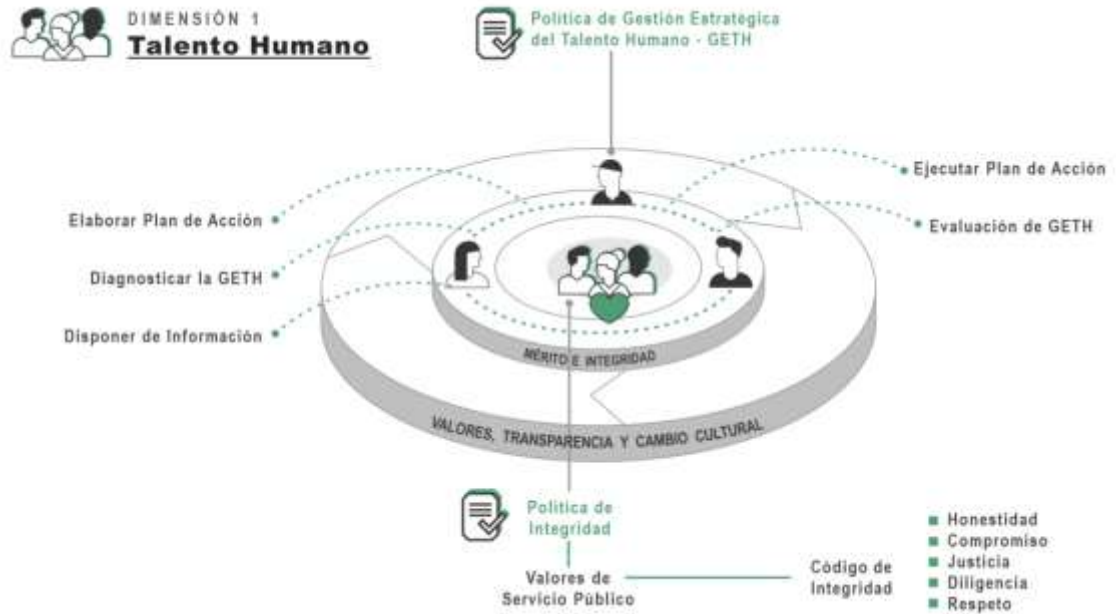 DIMENSIÓN 1
Talento Humano
Política de Gestión Estratégica
del Talento Humano - GETH
Elaborar Plan de Acción
Diagnosticar la GETH
Disponer de Información
Ejecutar Plan de Acción
Evaluación de GETH
MÉRITO E INTEGRIDAD
VALORES, TRANSPARENCIA Y CAMBIO CULTURAL
Política de
Integridad
Valores de
Servicio Público
Código de
Integridad
Honestidad
Compromiso
Justicia
Diligencia
Respeto